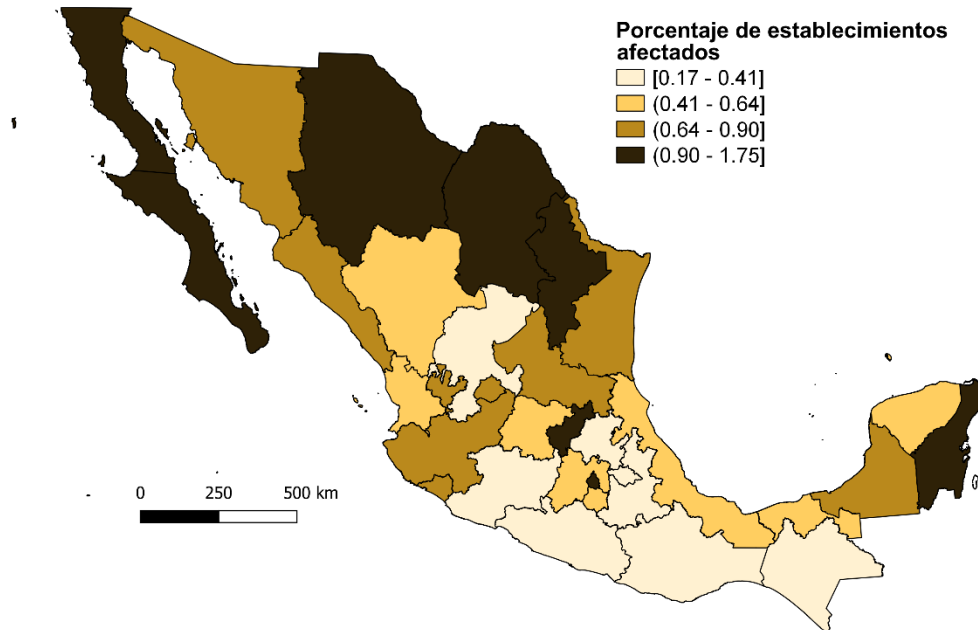 Porcentaje de establecimientos
afectados
[0.17 - 0.41]
(0.41 - 0.64]
(0.64 - 0.90]
(0.90 - 1.75]
0 250 500 km